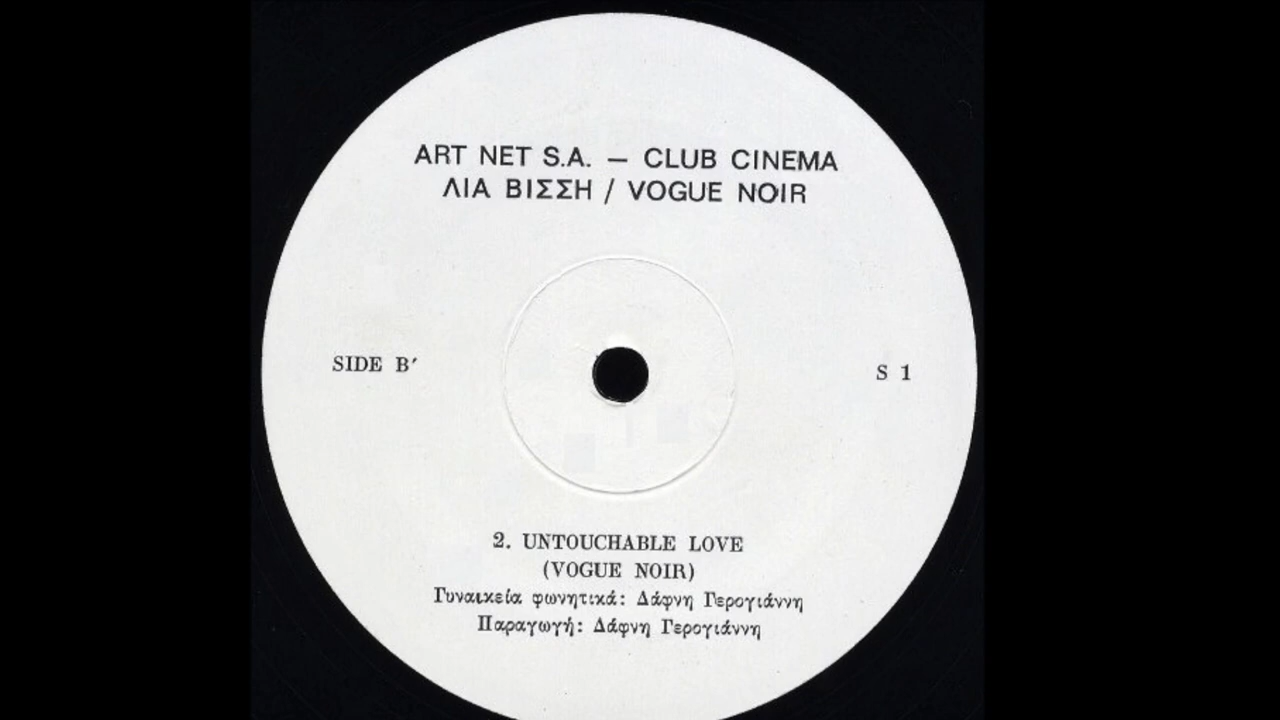 ART NET S.A. — CLUB CINEMA
ΛΙΑ ΒΙΣΣΗ / VOGUE NOIR
SIDE B′
S 1
2. UNTOUCHABLE LOVE
(VOGUE NOIR)
Γυναικεία φωνητικά: Δάφνη Γερογιάννη
Παραγωγή: Δάφνη Γερογιάννη